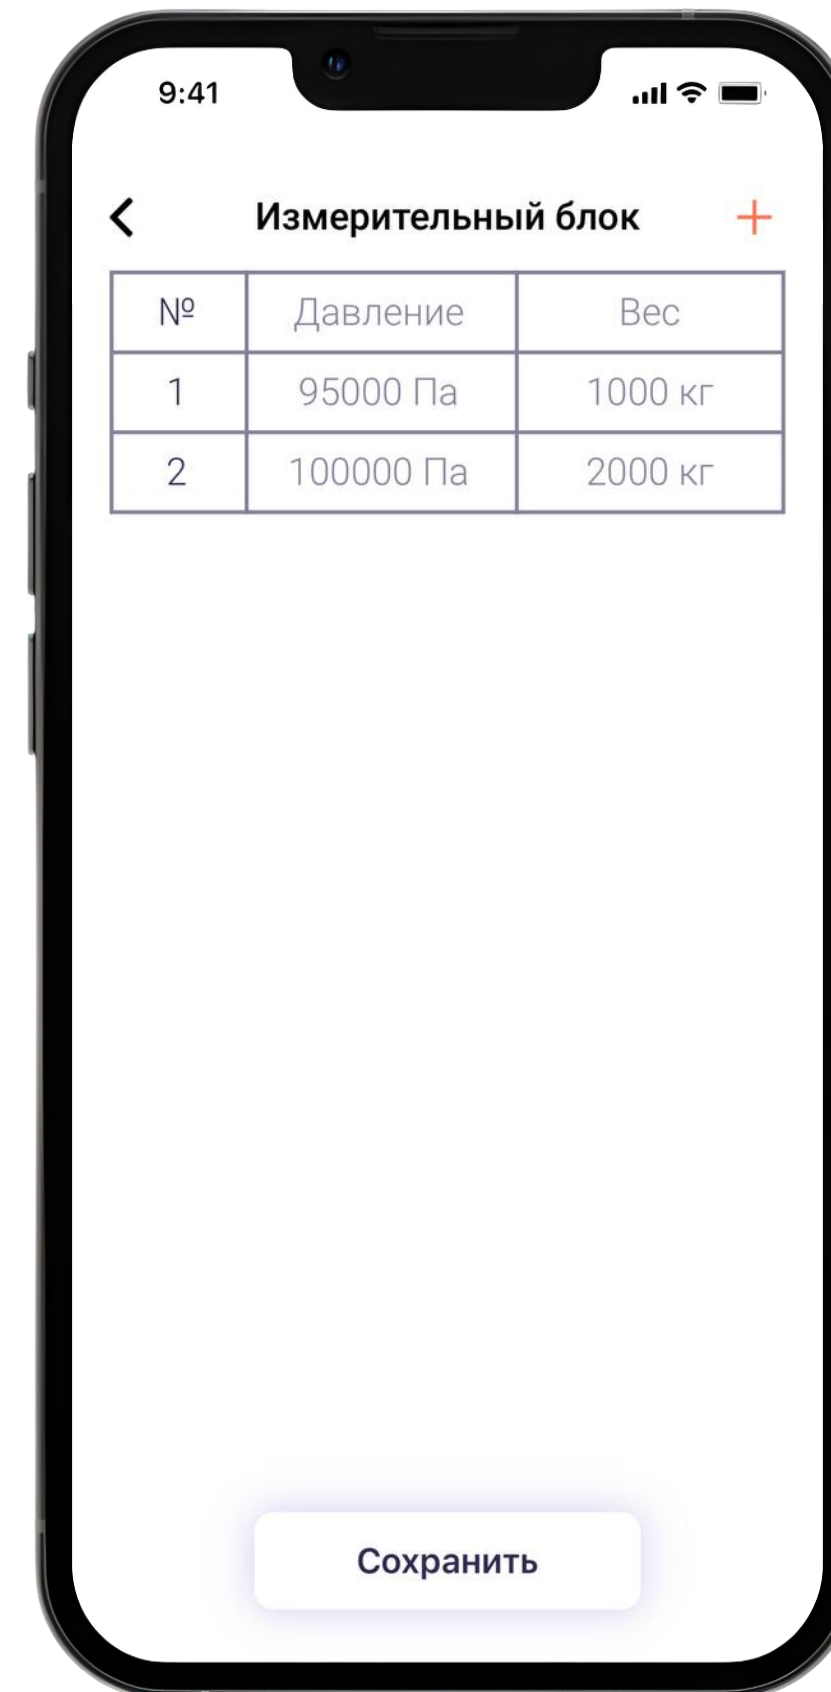 9:41
Измерительный блок
№ Давление Вес
1 95000 Па 1000 кг
2 100000 Па 2000 кг
Сохранить